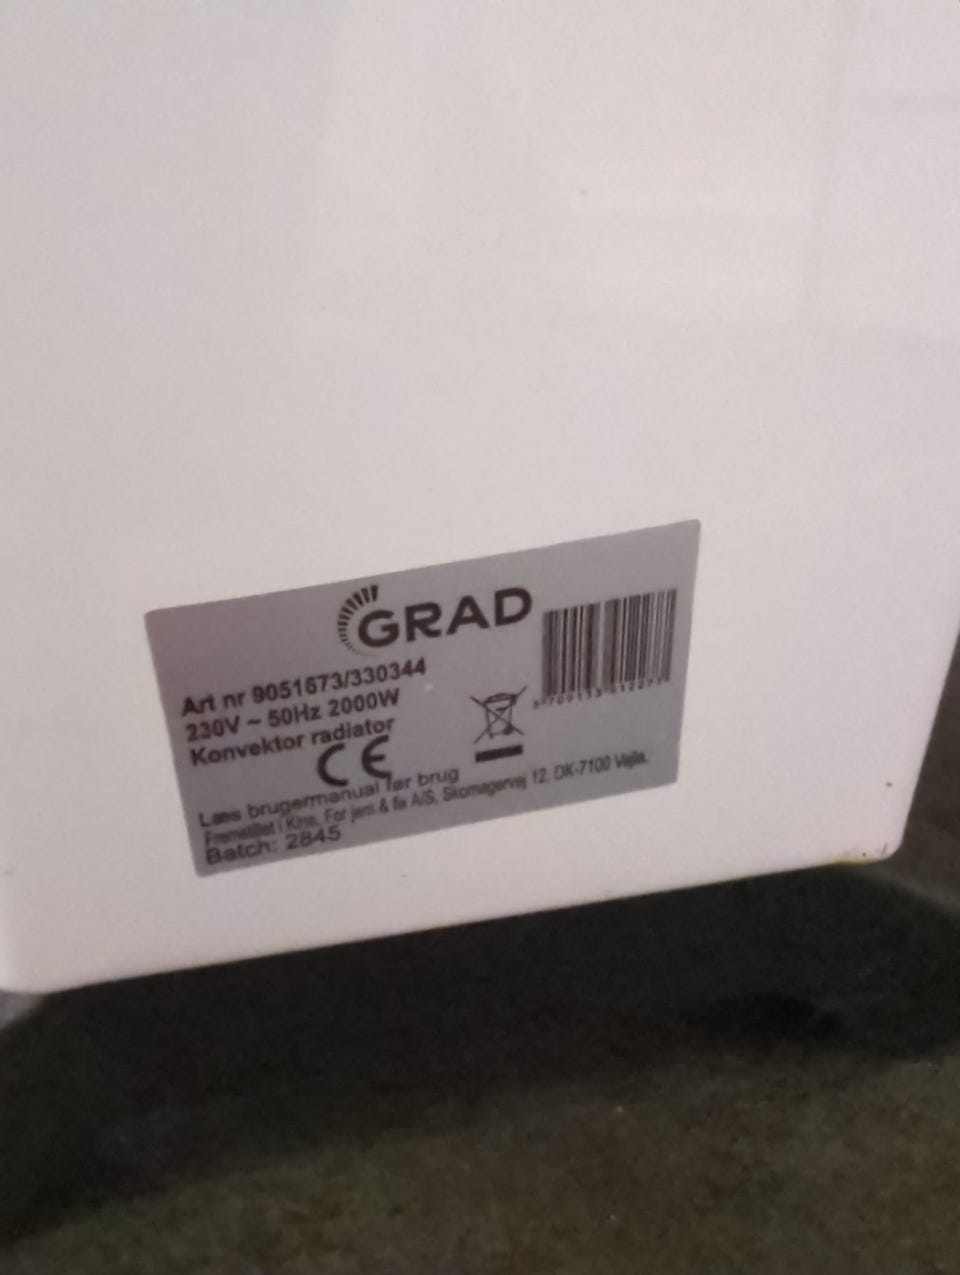 GRAD
Art nr 9051673/330344
230V ~ 50Hz 2000W
Konvektor radiator
CE
Læs brugermanual før brug
Fremstillet i Kina. For jem & fix A/S, Skomagervej 12, DK-7100 Vejle.
Batch: 2845